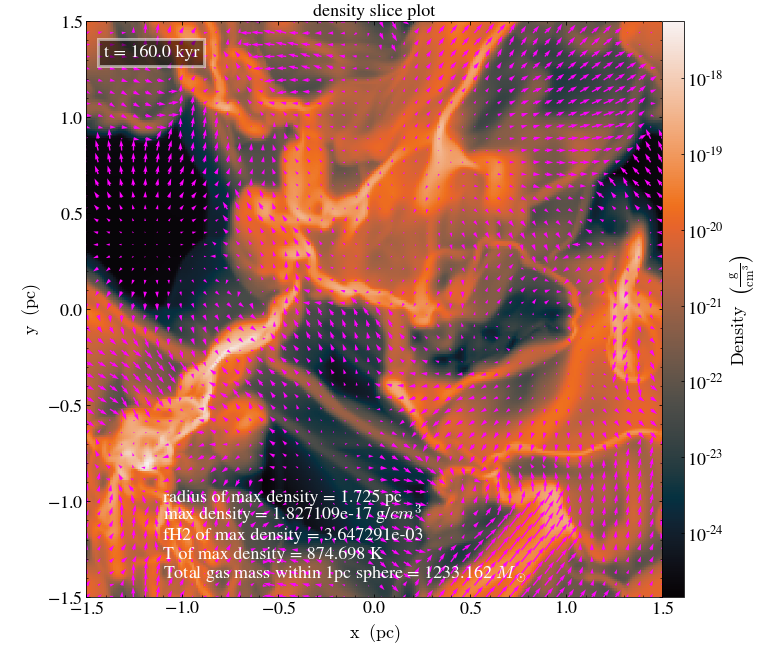 density slice plot
t = 160.0 kyr
1.5
1.0
0.5
0.0
−0.5
−1.0
−1.5
y (pc)
radius of max density = 1.725 pc
max density = 1.827109e-17 g/cm³
fH2 of max density = 3.647291e-03
T of max density = 874.698 K
Total gas mass within 1pc sphere = 1233.162 M☉
−1.5 −1.0 −0.5 0.0 0.5 1.0 1.5
x (pc)
10⁻¹⁸
10⁻¹⁹
10⁻²⁰
10⁻²¹
10⁻²²
10⁻²³
10⁻²⁴
Density (g/cm³)